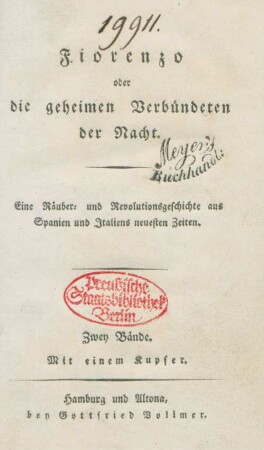 19911.
Fiorenzo
oder
die geheimen Verbündeten
der Nacht.
Meyer's
Buchhandl:
Eine Räuber- und Revolutionsgeschichte aus
Spanien und Italiens neuesten Zeiten.
Preußische
Staatsbibliothek
Berlin
Zwey Bände.
Mit einem Kupfer.
Hamburg und Altona,
bey Gottfried Vollmer.